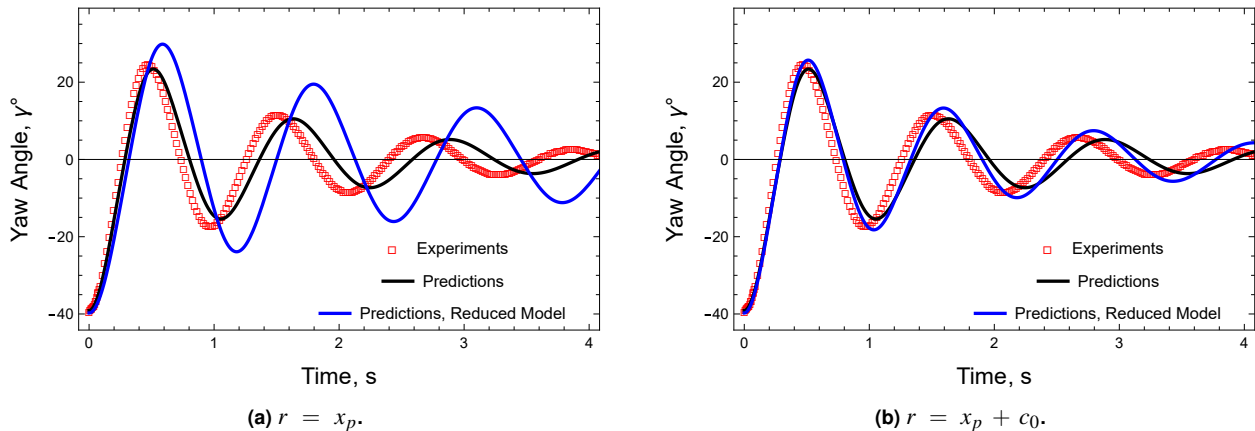 Yaw Angle, γ°
20
0
−20
−40
0
1
2
3
4
Experiments
Predictions
Predictions, Reduced Model
Time, s
(a) r = x_p.
Yaw Angle, γ°
20
0
−20
−40
0
1
2
3
4
Experiments
Predictions
Predictions, Reduced Model
Time, s
(b) r = x_p + c_0.